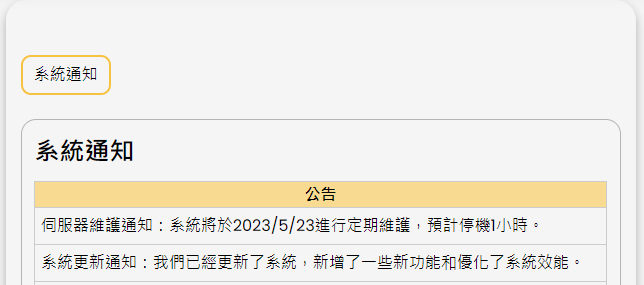 系統通知
系統通知
公告
伺服器維護通知：系統將於2023/5/23進行定期維護，預計停機1小時。
系統更新通知：我們已經更新了系統，新增了一些新功能和優化了系統效能。